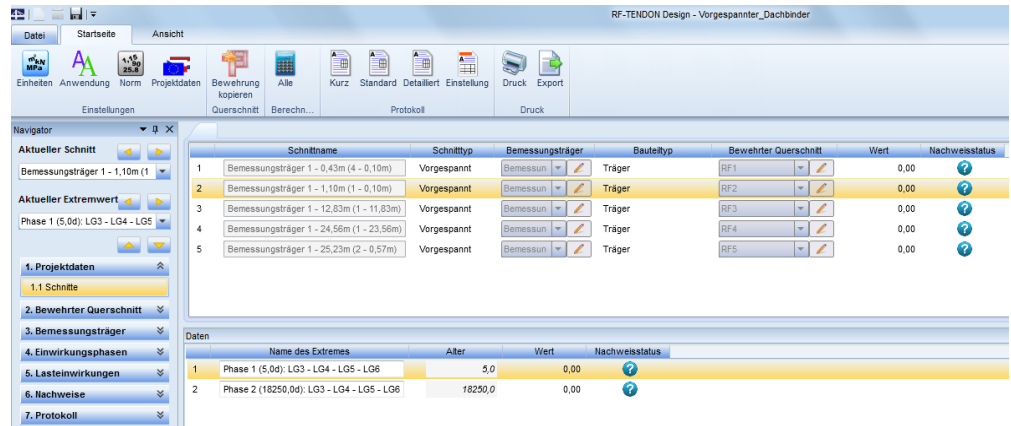 RF-TENDON Design - Vorgespannter_Dachbinder
Datei Startseite Ansicht
m²kN MPa 1,15 90 25.8
Einheiten Anwendung Norm Projektdaten Bewehrung kopieren Alle Kurz Standard Detailliert Einstellung Druck Export
Einstellungen Querschnitt Berechn... Protokoll Druck
Navigator
Aktueller Schnitt
Bemessungsträger 1 - 1,10m (1
Aktueller Extremwert
Phase 1 (5,0d): LG3 - LG4 - LG5
1. Projektdaten
1.1 Schnitte
2. Bewehrter Querschnitt
3. Bemessungsträger
4. Einwirkungsphasen
5. Lasteinwirkungen
6. Nachweise
7. Protokoll
Schnittname Schnitttyp Bemessungsträger Bauteiltyp Bewehrter Querschnitt Wert Nachweisstatus
1 Bemessungsträger 1 - 0,43m (4 - 0,10m) Vorgespannt Bemessun Träger RF1 0,00 ?
2 Bemessungsträger 1 - 1,10m (1 - 0,10m) Vorgespannt Bemessun Träger RF2 0,00 ?
3 Bemessungsträger 1 - 12,83m (1 - 11,83m) Vorgespannt Bemessun Träger RF3 0,00 ?
4 Bemessungsträger 1 - 24,56m (1 - 23,56m) Vorgespannt Bemessun Träger RF4 0,00 ?
5 Bemessungsträger 1 - 25,23m (2 - 0,57m) Vorgespannt Bemessun Träger RF5 0,00 ?
Daten
Name des Extremes Alter Wert Nachweisstatus
1 Phase 1 (5,0d): LG3 - LG4 - LG5 - LG6 5,0 0,00 ?
2 Phase 2 (18250,0d): LG3 - LG4 - LG5 - LG6 18250,0 0,00 ?